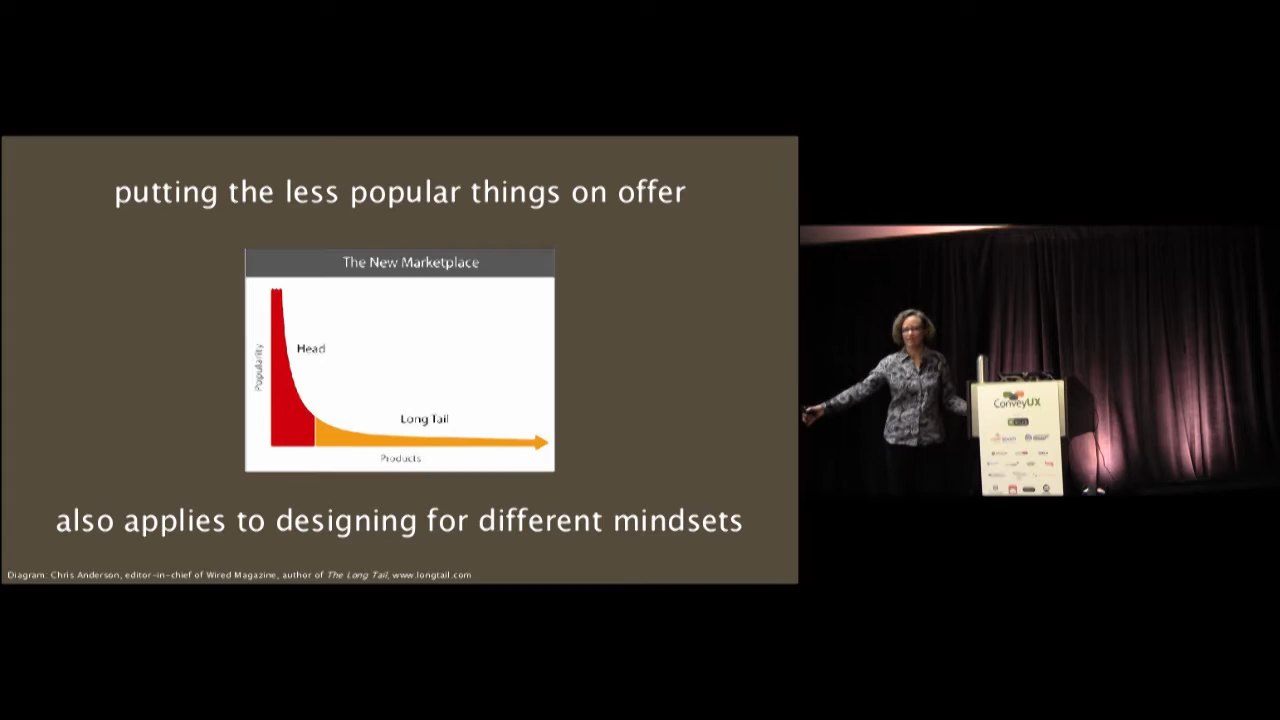 putting the less popular things on offer
The New Marketplace
Popularity
Head
Long Tail
Products
also applies to designing for different mindsets
Diagram: Chris Anderson, editor-in-chief of Wired Magazine, author of The Long Tail, www.longtail.com
ConveyUX